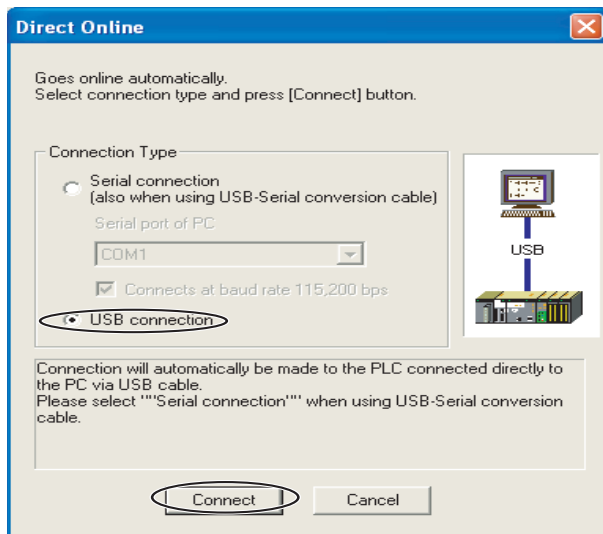 Direct Online
Goes online automatically.
Select connection type and press [Connect] button.
Connection Type
Serial connection
(also when using USB-Serial conversion cable)
Serial port of PC
COM1
Connects at baud rate 115,200 bps
USB connection
USB
Connection will automatically be made to the PLC connected directly to
the PC via USB cable.
Please select ""Serial connection"" when using USB-Serial conversion
cable.
Connect
Cancel